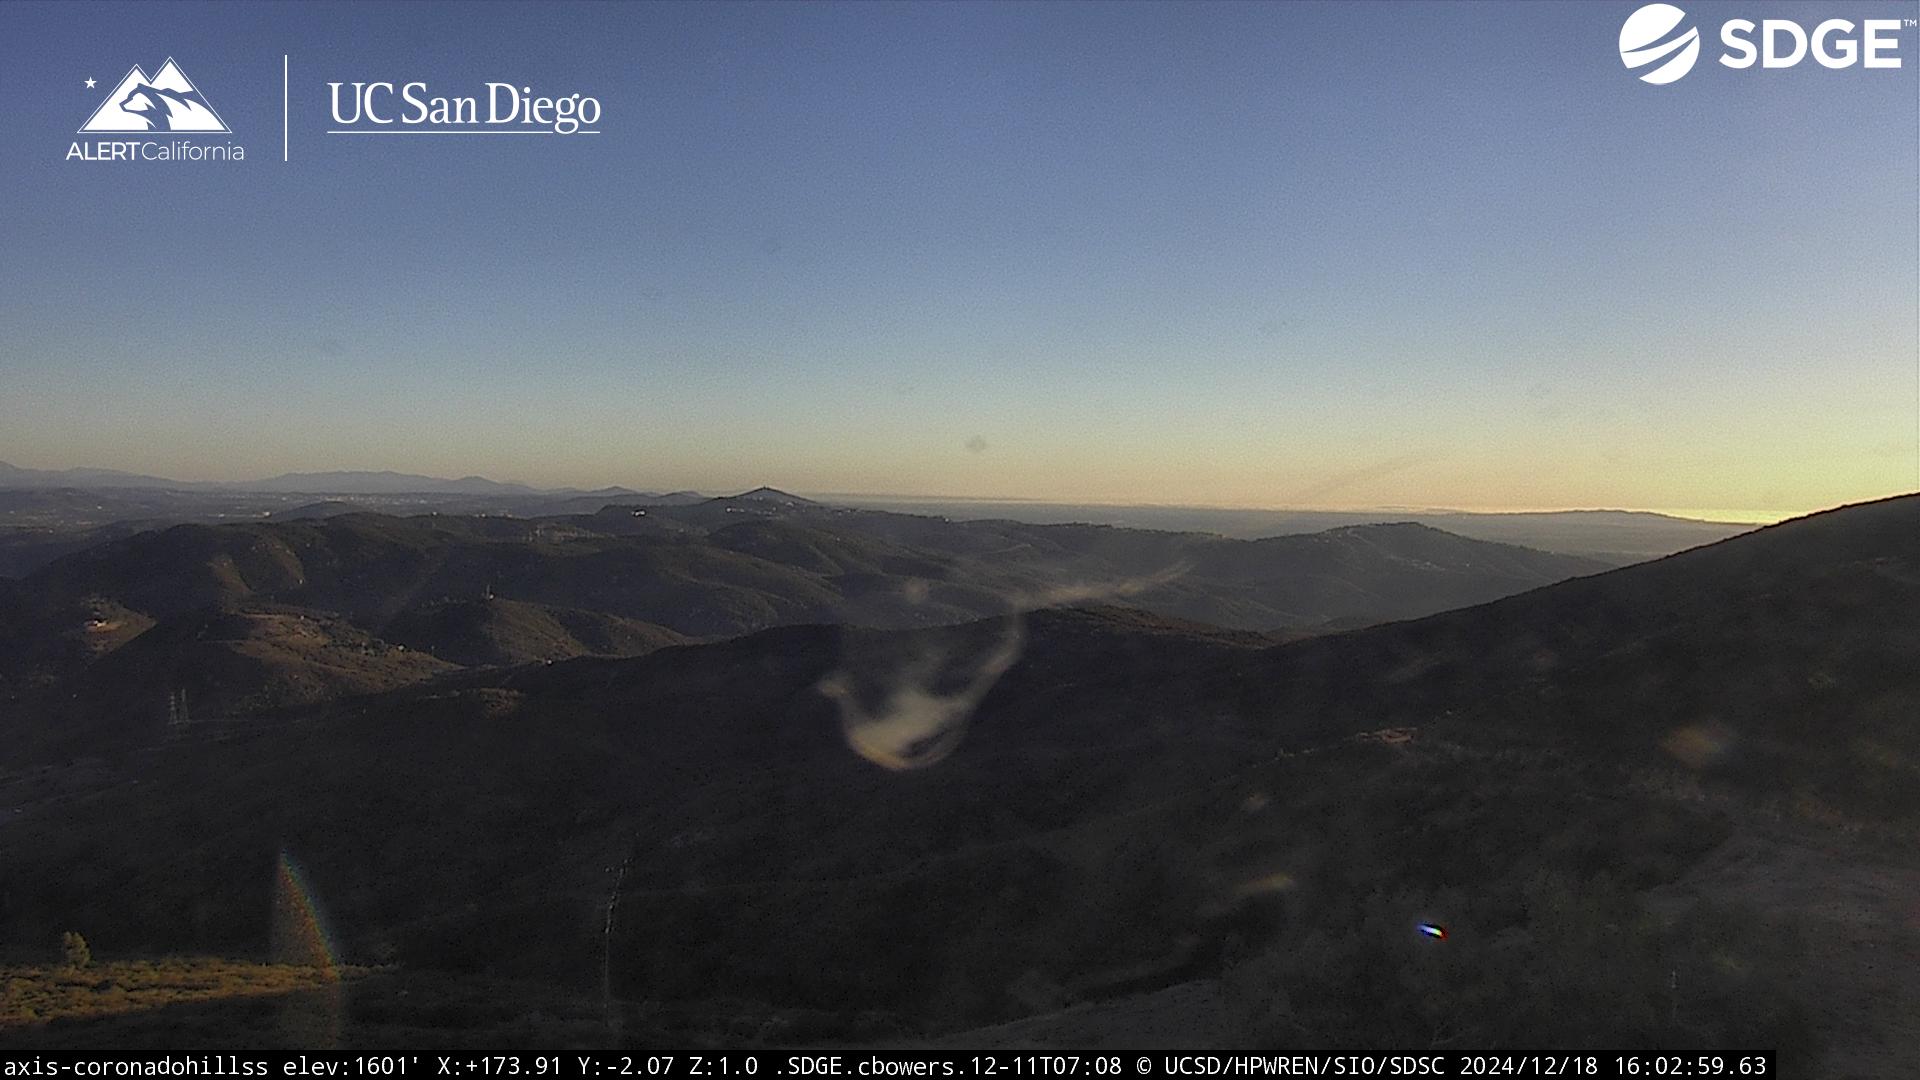 ALERTCalifornia
UC San Diego
SDGE™
axis-coronadohillss elev:1601' X:+173.91 Y:-2.07 Z:1.0 .SDGE.cbowers.12-11T07:08 © UCSD/HPWREN/SIO/SDSC 2024/12/18 16:02:59.63